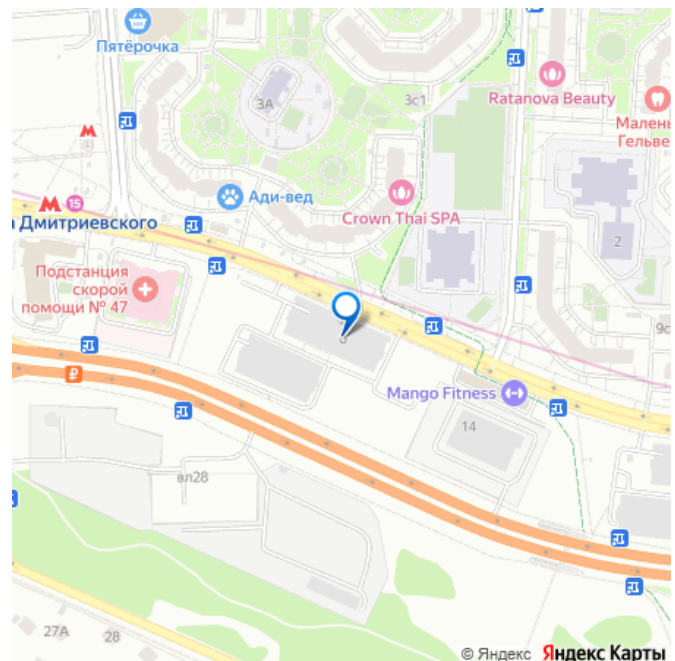 Пятёрочка
3А
3с1
Ratanova Beauty
Мален
Гельве
Ади-вед
Crown Thai SPA
15
а Дмитриевского
2
Подстанция
скорой
помощи № 47
9с
₽
Mango Fitness
14
вл28
27А
28
© Яндекс Яндекс Карты